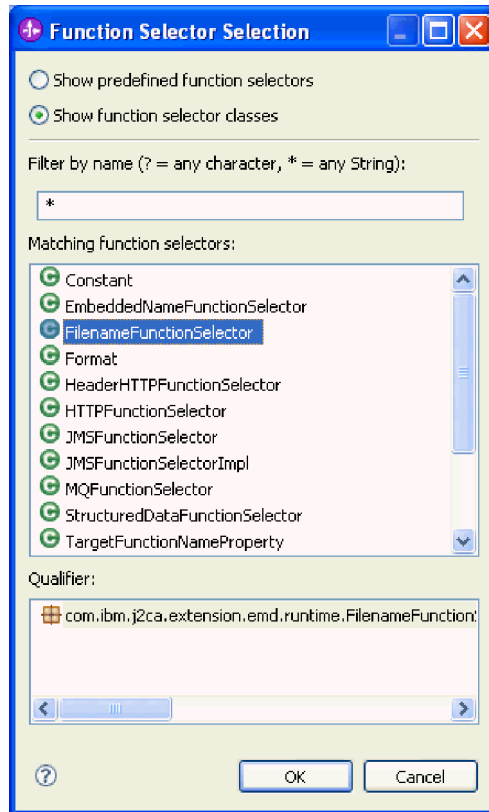 Function Selector Selection
Show predefined function selectors
Show function selector classes
Filter by name (? = any character, * = any String):
*
Matching function selectors:
Constant
EmbeddedNameFunctionSelector
FilenameFunctionSelector
Format
HeaderHTTPFunctionSelector
HTTPFunctionSelector
JMSFunctionSelector
JMSFunctionSelectorImpl
MQFunctionSelector
StructuredDataFunctionSelector
TargetFunctionNameProperty
Qualifier:
com.ibm.j2ca.extension.emd.runtime.FilenameFunction
OK
Cancel